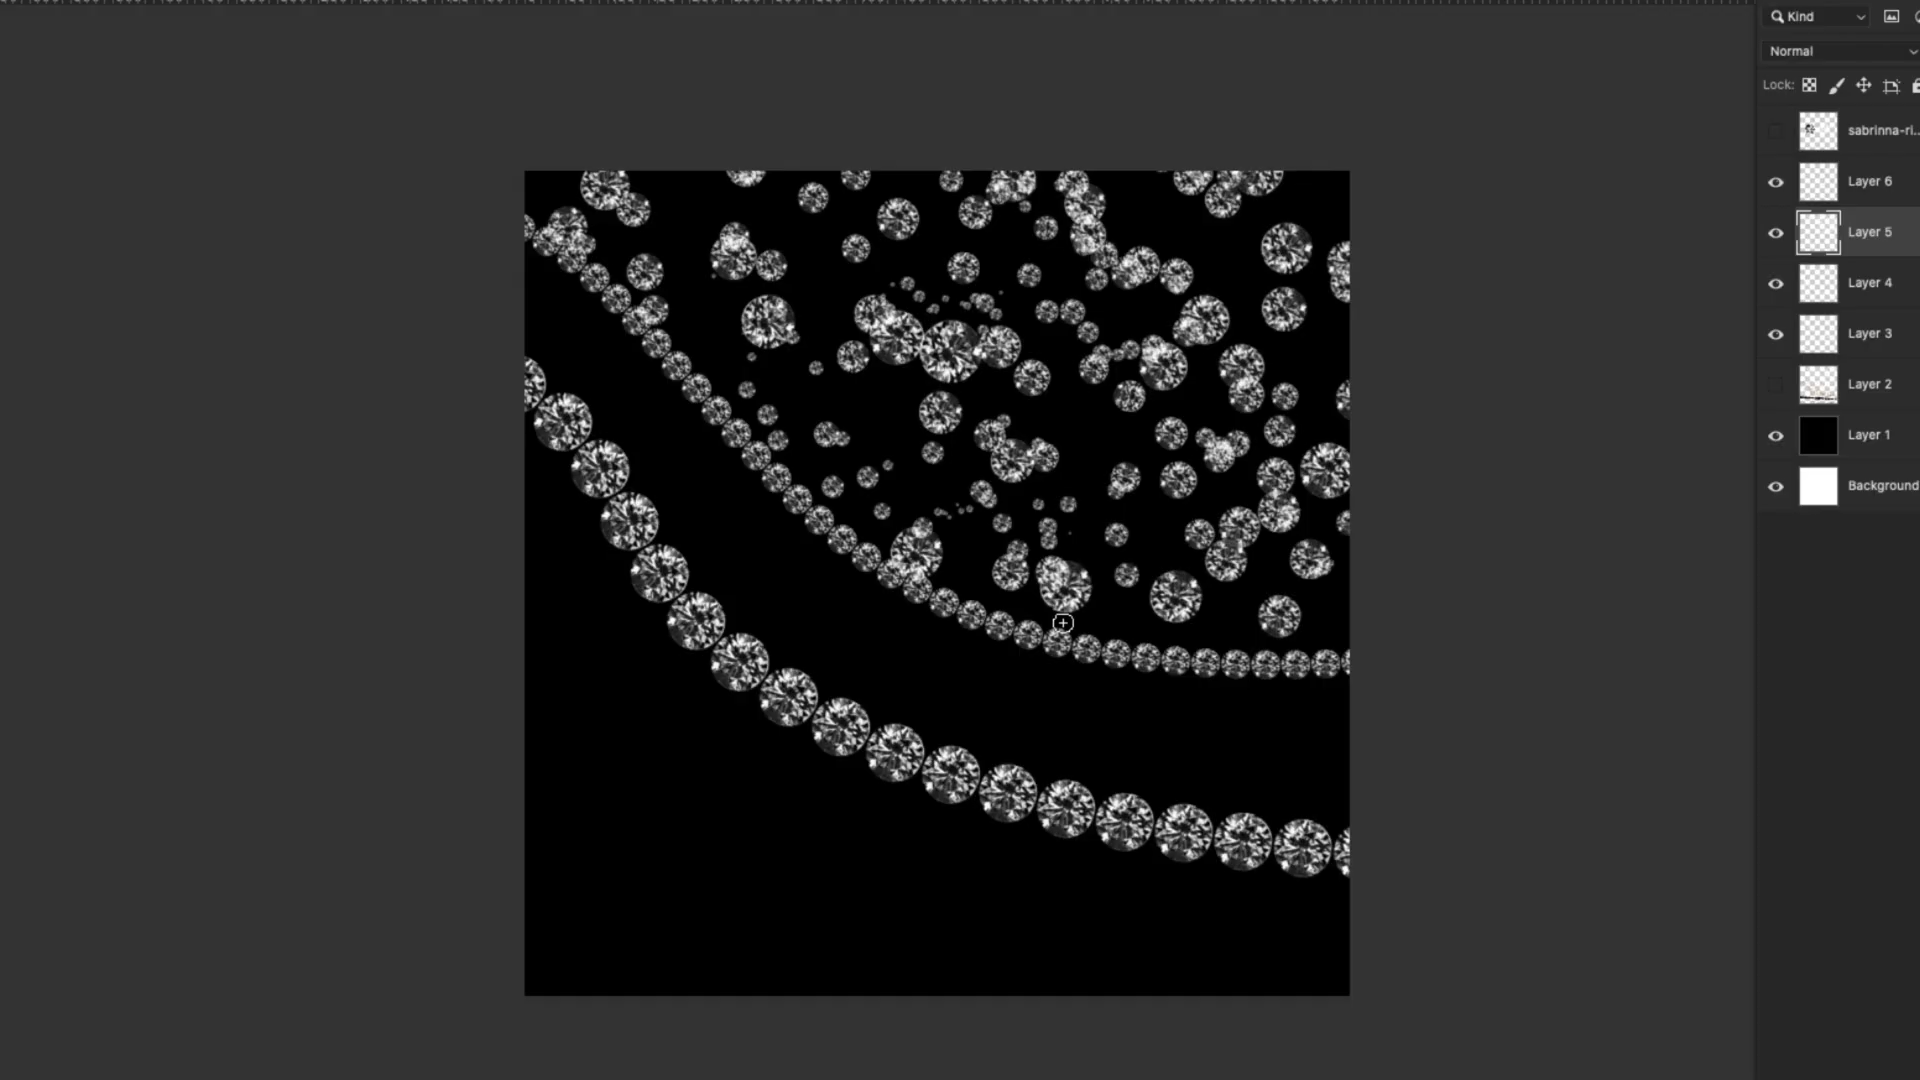 Kind
Normal
Lock:
sabrinna-ri...
Layer 6
Layer 5
Layer 4
Layer 3
Layer 2
Layer 1
Background